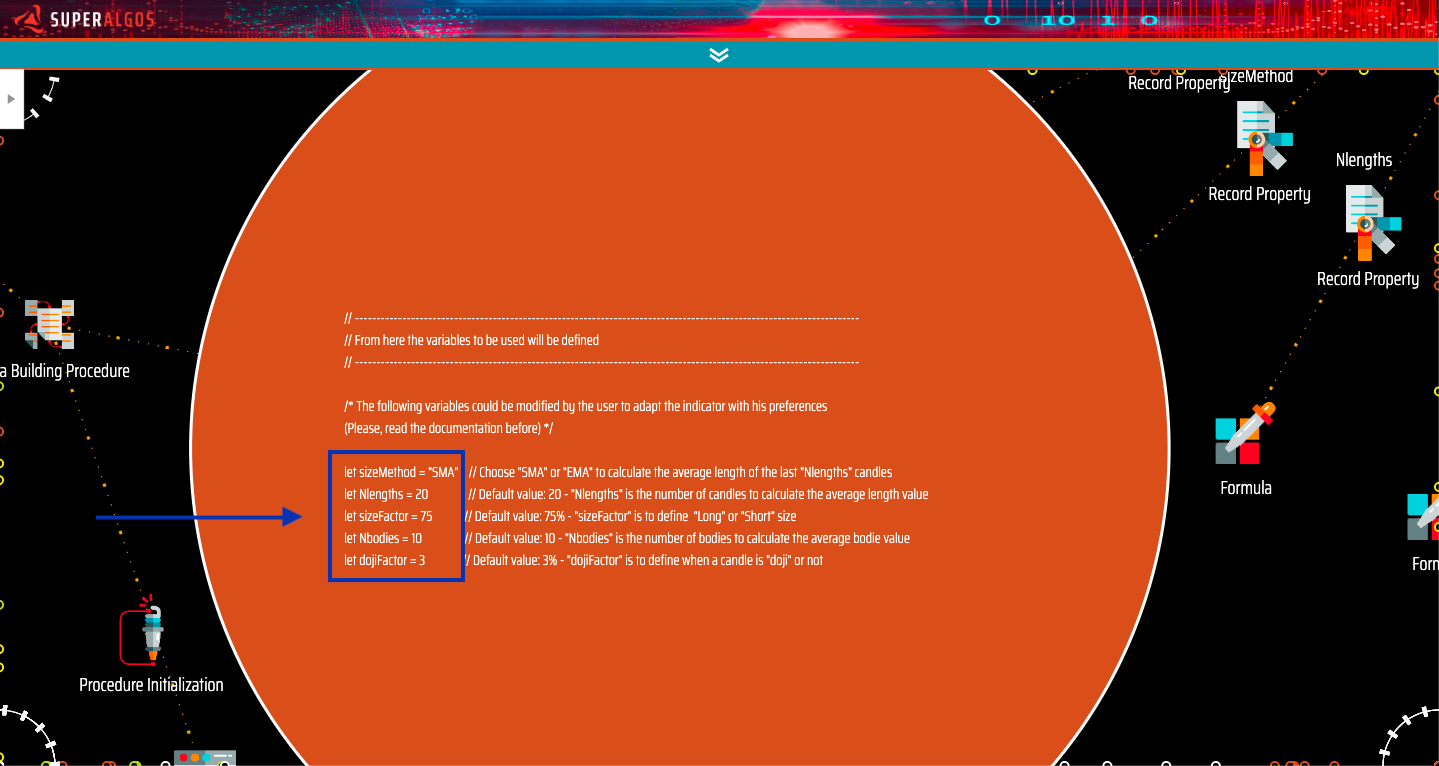 SUPERALGOS
0 10 1 0
SizeMethod
Record Property
Record Property
Nlengths
Record Property
a Building Procedure
// ----------------------------------------------------------------------------------------------------------------------
// From here the variables to be used will be defined
// ----------------------------------------------------------------------------------------------------------------------
/* The following variables could be modified by the user to adapt the indicator with his preferences
(Please, read the documentation before) */
let sizeMethod = "SMA" // Choose "SMA" or "EMA" to calculate the average length of the last "Nlengths" candles
let Nlengths = 20 // Default value: 20 - "Nlengths" is the number of candles to calculate the average length value
let sizeFactor = 75 // Default value: 75% - "sizeFactor" is to define "Long" or "Short" size
let Nbodies = 10 // Default value: 10 - "Nbodies" is the number of bodies to calculate the average bodie value
let dojiFactor = 3 // Default value: 3% - "dojiFactor" is to define when a candle is "doji" or not
Formula
Form
Procedure Initialization